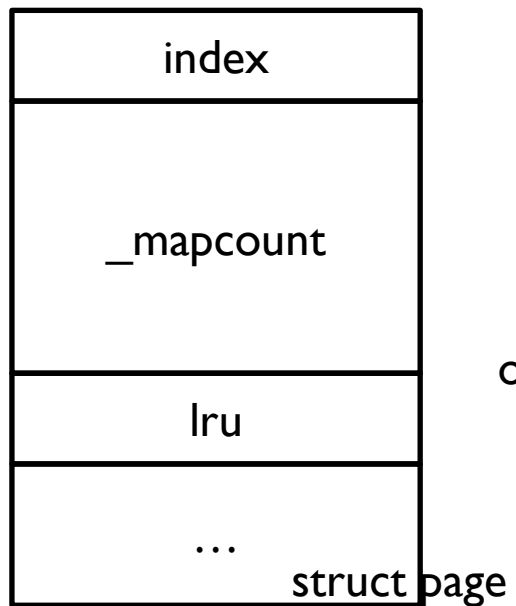 index
_mapcount
lru
…
struct page